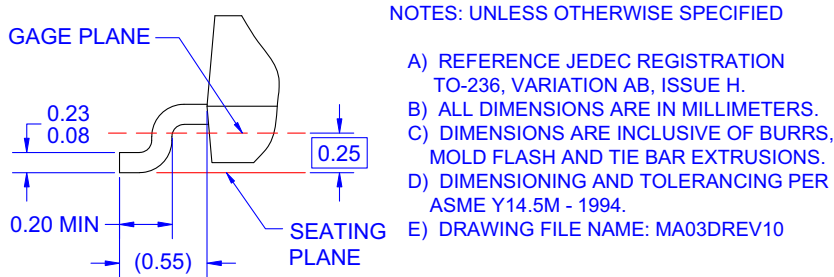 GAGE PLANE
0.23
0.08
0.25
0.20 MIN
SEATING
PLANE
(0.55)
NOTES: UNLESS OTHERWISE SPECIFIED
A) REFERENCE JEDEC REGISTRATION
TO-236, VARIATION AB, ISSUE H.
B) ALL DIMENSIONS ARE IN MILLIMETERS.
C) DIMENSIONS ARE INCLUSIVE OF BURRS,
MOLD FLASH AND TIE BAR EXTRUSIONS.
D) DIMENSIONING AND TOLERANCING PER
ASME Y14.5M - 1994.
E) DRAWING FILE NAME: MA03DREV10